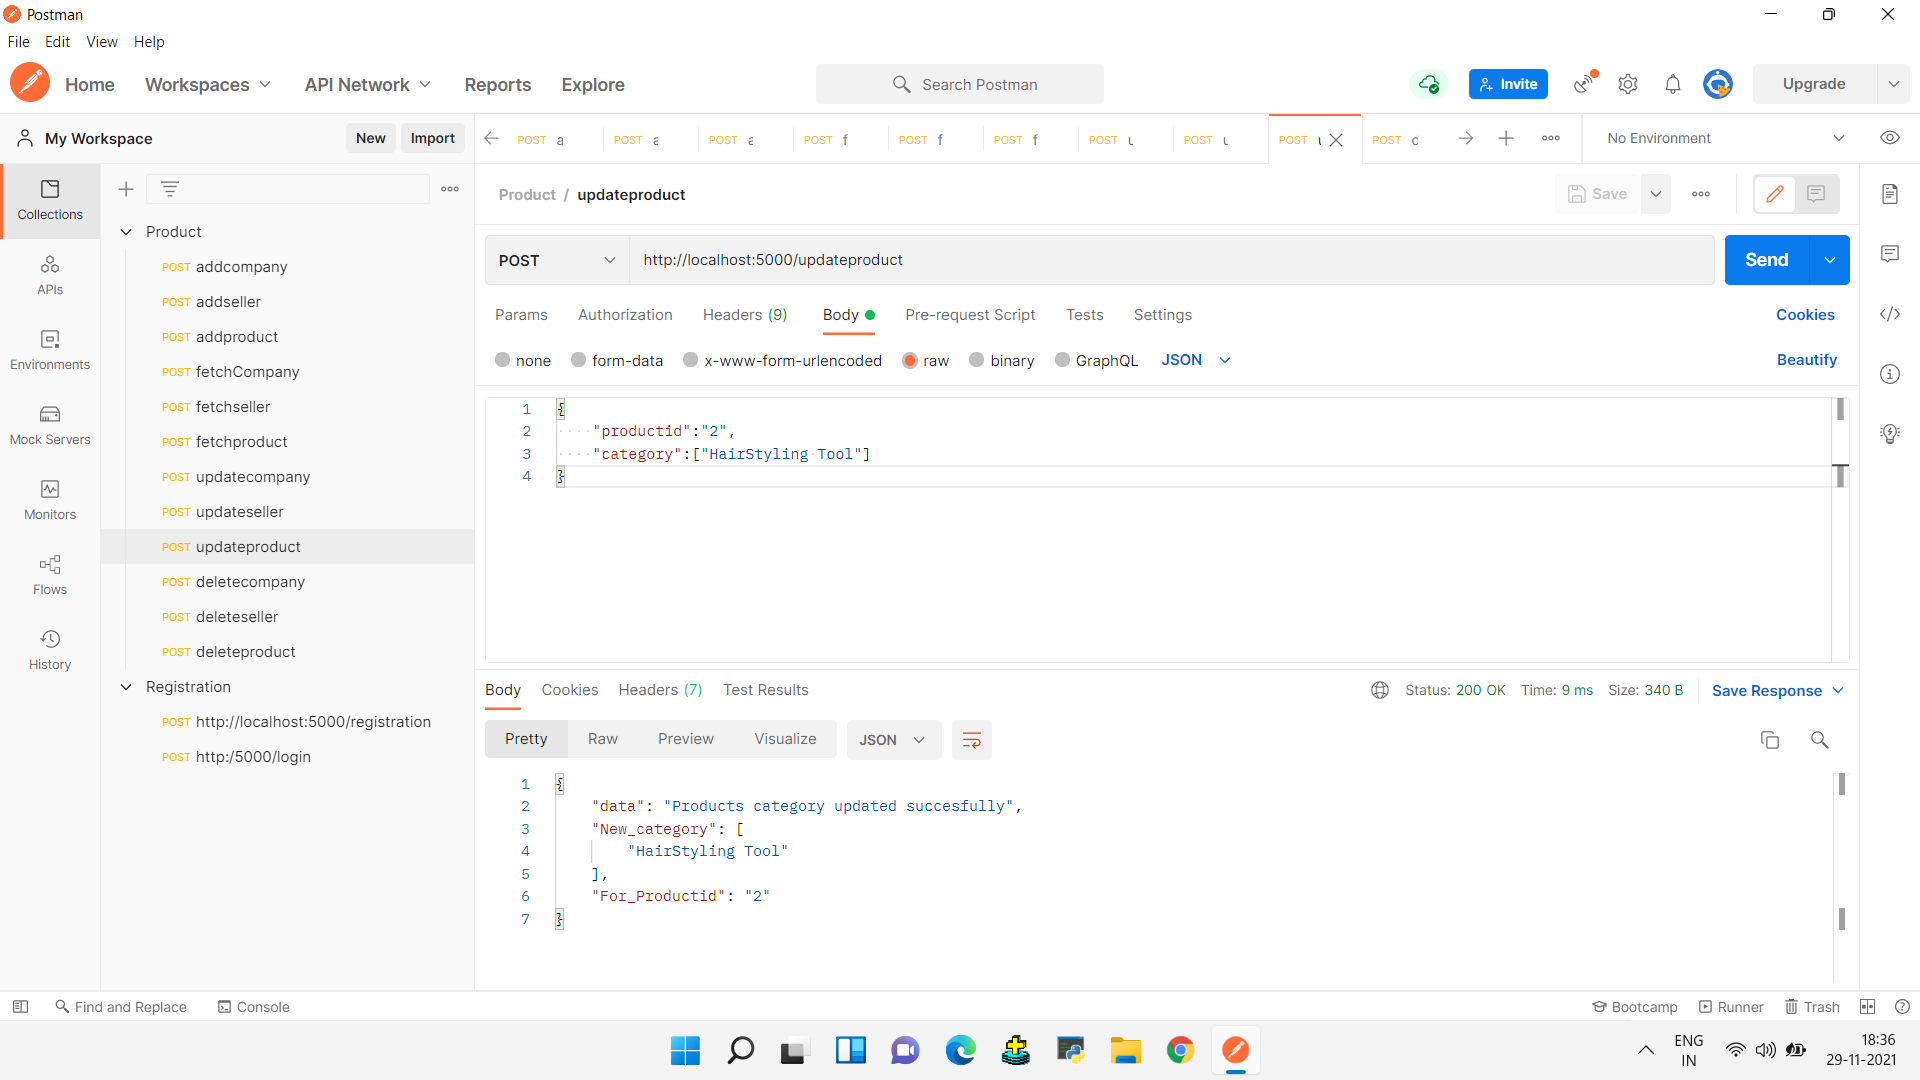 Postman
File Edit View Help
Home Workspaces API Network Reports Explore
Search Postman
Invite
Upgrade
My Workspace
New Import
POST a POST a POST a POST f POST f POST f POST u POST u POST u POST d
No Environment
Collections
APIs
Environments
Mock Servers
Monitors
Flows
History
Product
POST addcompany
POST addseller
POST addproduct
POST fetchCompany
POST fetchseller
POST fetchproduct
POST updatecompany
POST updateseller
POST updateproduct
POST deletecompany
POST deleteseller
POST deleteproduct
Registration
POST http://localhost:5000/registration
POST http:/5000/login
Product / updateproduct
Save
POST http://localhost:5000/updateproduct
Send
Params Authorization Headers (9) Body Pre-request Script Tests Settings Cookies
none form-data x-www-form-urlencoded raw binary GraphQL JSON Beautify
1 {
2 "productid":"2",
3 "category":["HairStyling Tool"]
4 }
Body Cookies Headers (7) Test Results Status: 200 OK Time: 9 ms Size: 340 B Save Response
Pretty Raw Preview Visualize JSON
1 {
2 "data": "Products category updated succesfully",
3 "New_category": [
4 "HairStyling Tool"
5 ],
6 "For_Productid": "2"
7 }
Find and Replace Console Bootcamp Runner Trash
ENG
IN
18:36
29-11-2021